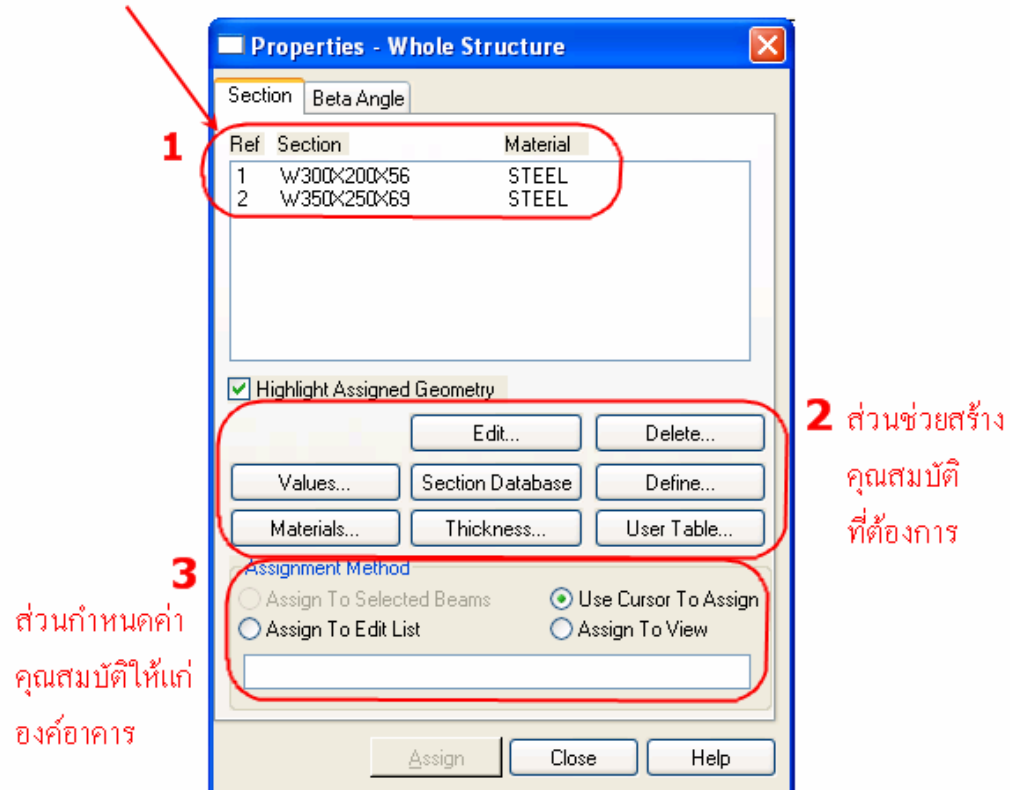 Properties - Whole Structure
Section Beta Angle
1
Ref Section Material
1 W300X200X56 STEEL
2 W350X250X69 STEEL
Highlight Assigned Geometry
Edit... Delete...
Values... Section Database Define...
Materials... Thickness... User Table...
2 ส่วนช่วยสร้าง
คุณสมบัติ
ที่ต้องการ
3
ส่วนกำหนดค่า
คุณสมบัติให้แก่
องค์อาคาร
Assignment Method
Assign To Selected Beams Use Cursor To Assign
Assign To Edit List Assign To View
Assign Close Help